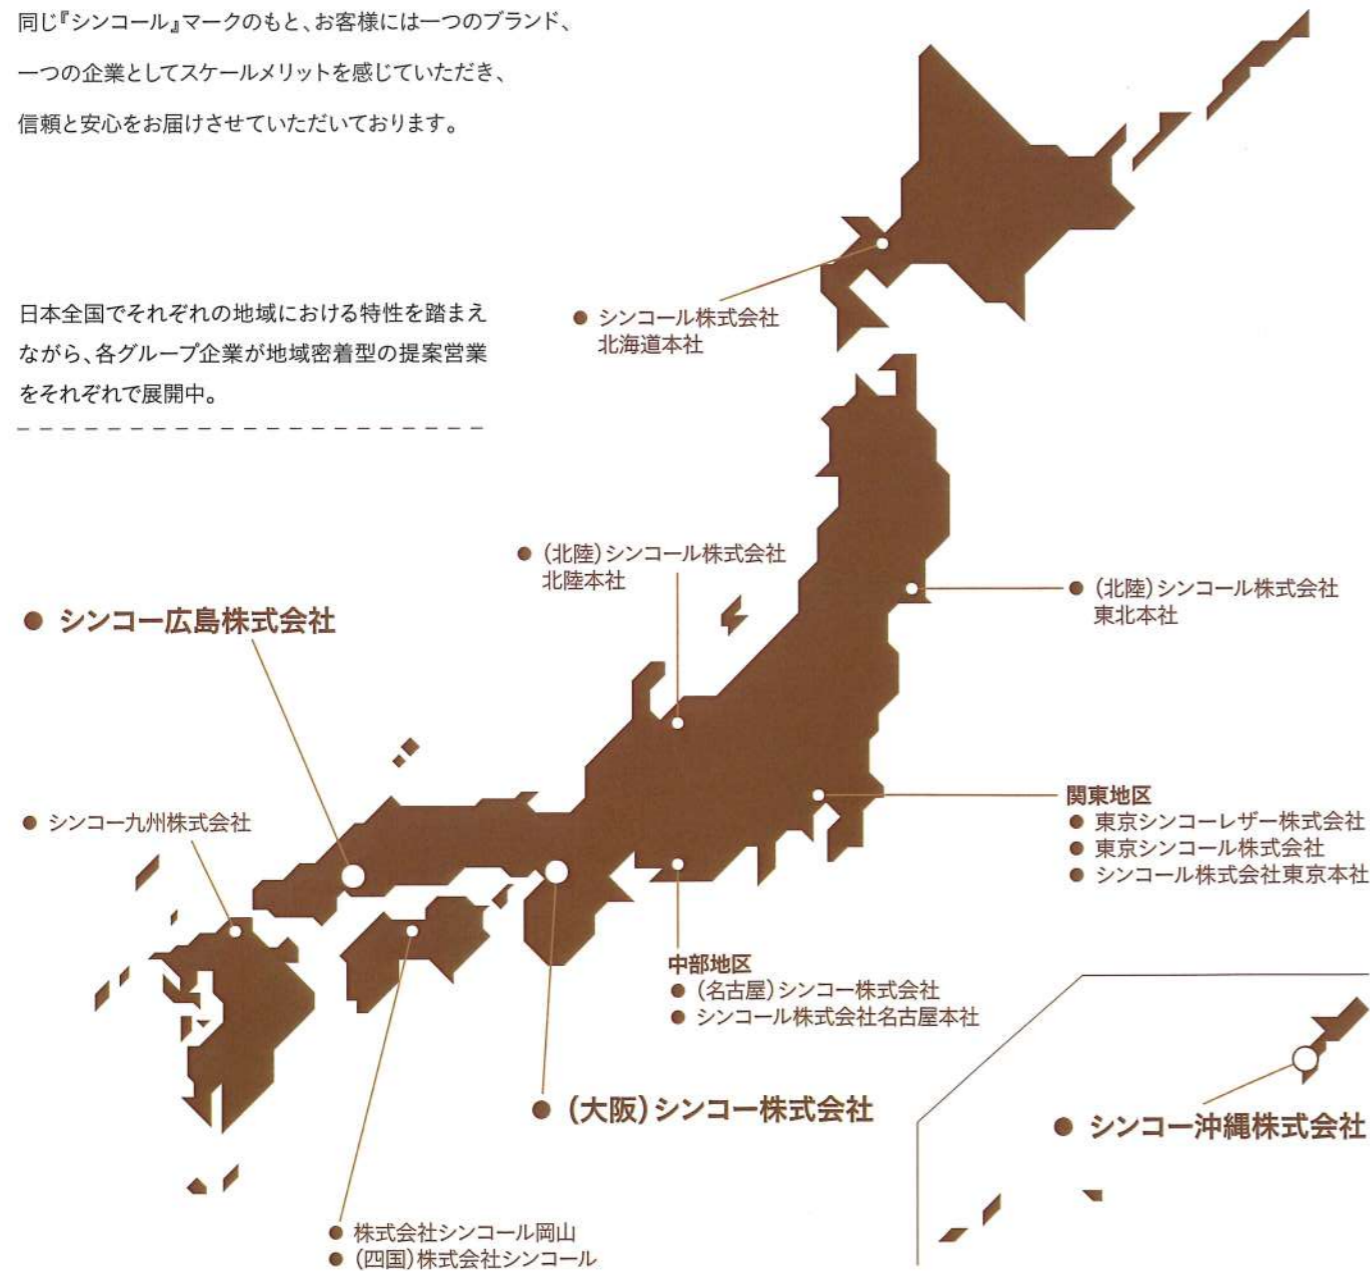 同じ『シンコール』マークのもと、お客様には一つのブランド、
一つの企業としてスケールメリットを感じていただき、
信頼と安心をお届けさせていただいております。
日本全国でそれぞれの地域における特性を踏まえ
ながら、各グループ企業が地域密着型の提案営業
をそれぞれで展開中。
● シンコール株式会社
北海道本社
● (北陸)シンコール株式会社
北陸本社
● (北陸)シンコール株式会社
東北本社
● シンコー広島株式会社
● シンコー九州株式会社
関東地区
● 東京シンコーレザー株式会社
● 東京シンコール株式会社
● シンコール株式会社東京本社
中部地区
● (名古屋)シンコー株式会社
● シンコール株式会社名古屋本社
● (大阪)シンコー株式会社
● シンコー沖縄株式会社
● 株式会社シンコール岡山
● (四国)株式会社シンコール